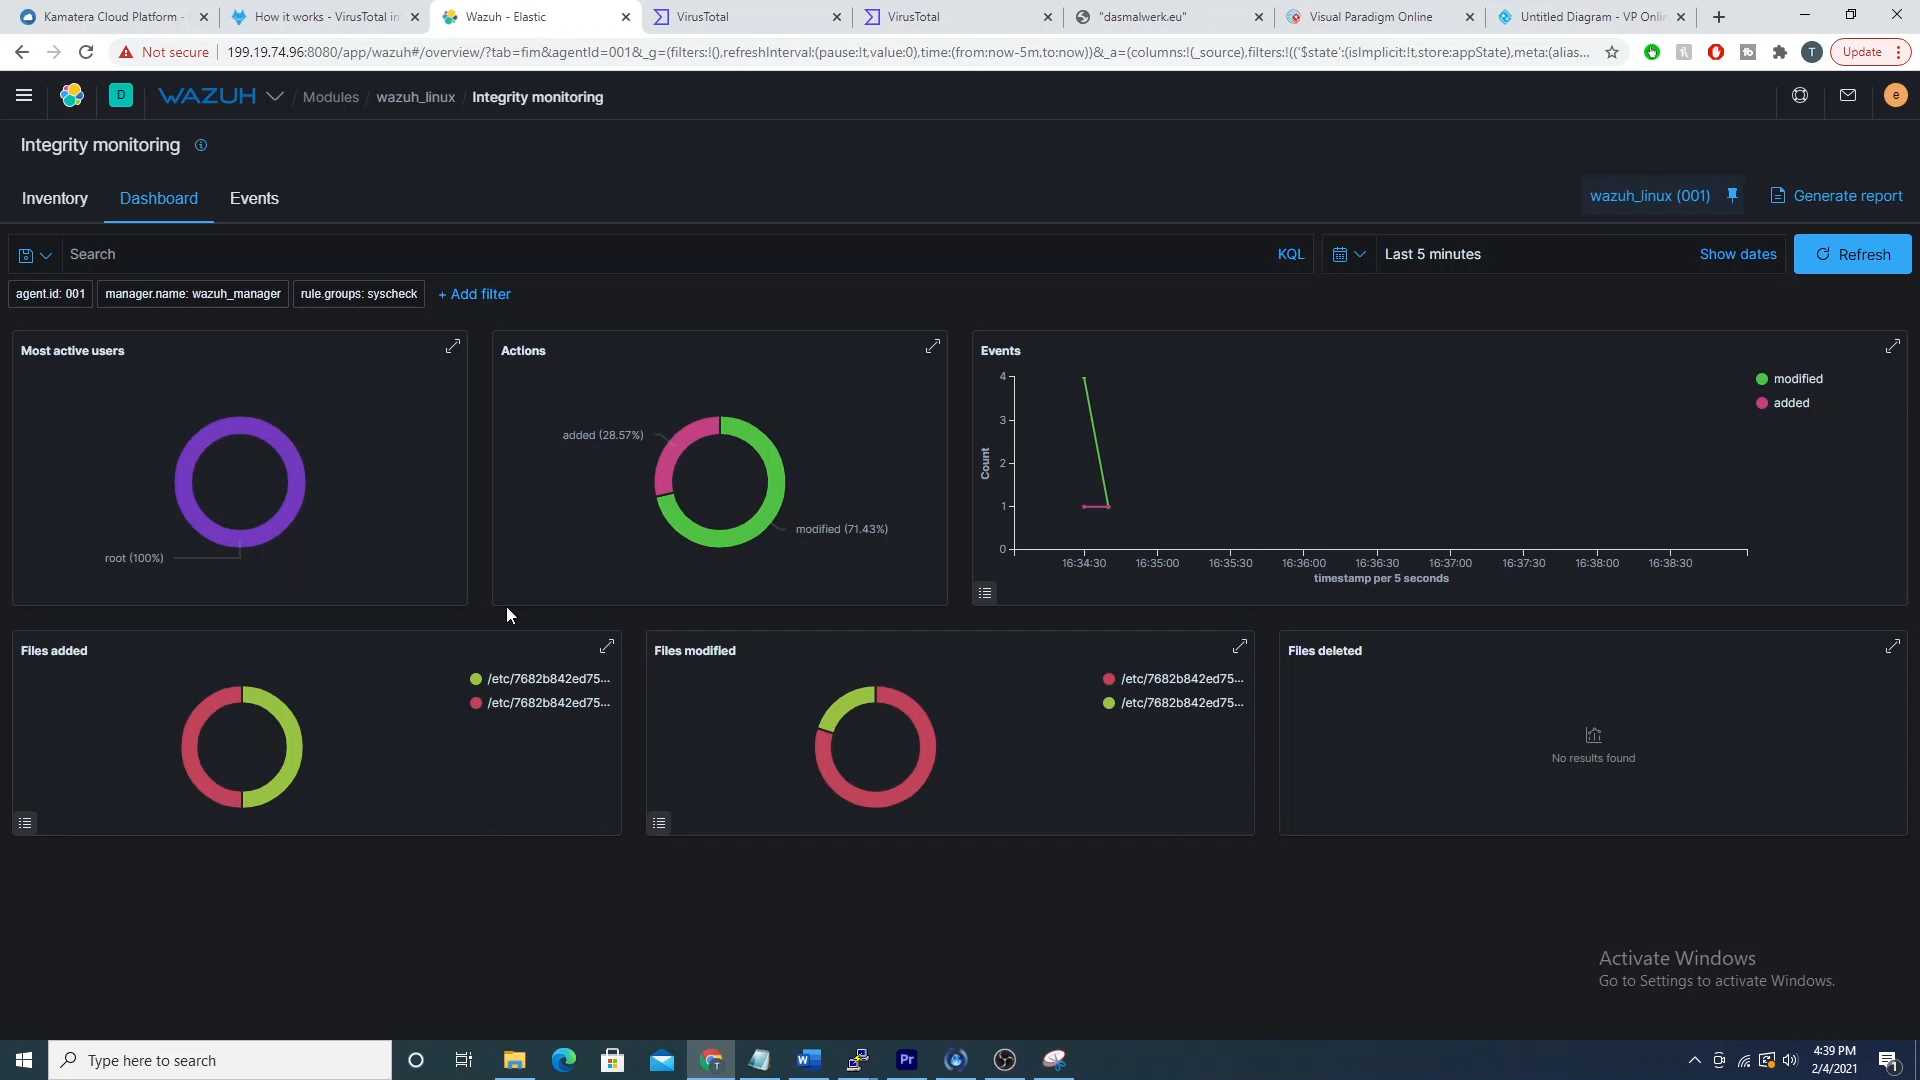 Kamatera Cloud Platform -
How it works - VirusTotal in
Wazuh - Elastic
VirusTotal
VirusTotal
"dasmalwerk.eu"
Visual Paradigm Online
Untitled Diagram - VP Onlin
Not secure
199.19.74.96:8080/app/wazuh#/overview/?tab=fim&agentId=001&_g=(filters:!(),refreshInterval:(pause:!t,value:0),time:(from:now-5m,to:now))&_a=(columns:!(_source),filters:!(('$state':(isImplicit:!t,store:appState),meta:(alias...
T
Update
D
WAZUH
/ Modules / wazuh_linux / Integrity monitoring
e
Integrity monitoring
Inventory
Dashboard
Events
wazuh_linux (001)
Generate report
Search
KQL
Last 5 minutes
Show dates
Refresh
agent.id: 001
manager.name: wazuh_manager
rule.groups: syscheck
+ Add filter
Most active users
root (100%)
Actions
added (28.57%)
modified (71.43%)
Events
modified
added
Count
4
3
2
1
0
16:34:30
16:35:00
16:35:30
16:36:00
16:36:30
16:37:00
16:37:30
16:38:00
16:38:30
timestamp per 5 seconds
Files added
/etc/7682b842ed75...
/etc/7682b842ed75...
Files modified
/etc/7682b842ed75...
/etc/7682b842ed75...
Files deleted
No results found
Activate Windows
Go to Settings to activate Windows.
Type here to search
W
Pr
4:39 PM
2/4/2021
1